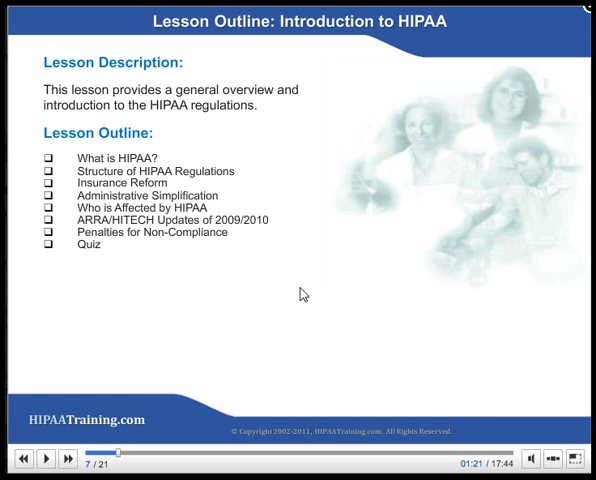 Lesson Outline: Introduction to HIPAA
Lesson Description:
This lesson provides a general overview and
introduction to the HIPAA regulations.
Lesson Outline:
What is HIPAA?
Structure of HIPAA Regulations
Insurance Reform
Administrative Simplification
Who is Affected by HIPAA
ARRA/HITECH Updates of 2009/2010
Penalties for Non-Compliance
Quiz
HIPAATraining.com
© Copyright 2002-2011, HIPAATraining.com. All Rights Reserved.
7 / 21
01:21 / 17:44